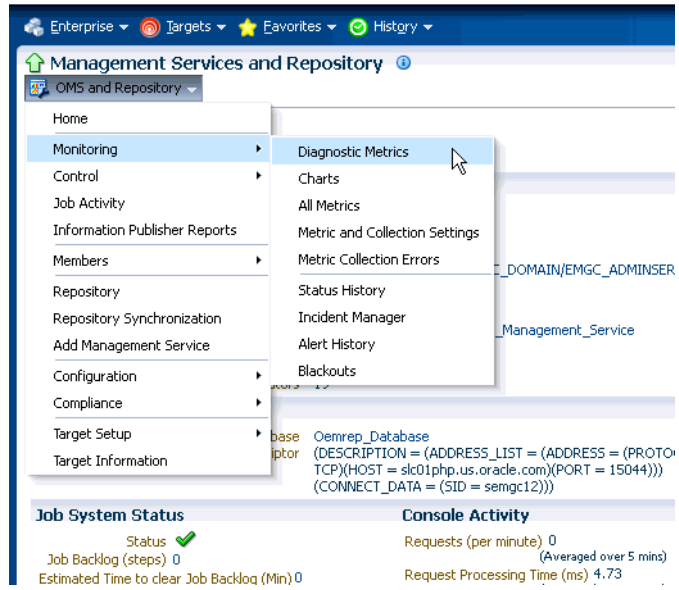 Enterprise Targets Favorites History
Management Services and Repository
OMS and Repository
Home
Monitoring
Control
Job Activity
Information Publisher Reports
Members
Repository
Repository Synchronization
Add Management Service
Configuration
Compliance
Target Setup
Target Information
Diagnostic Metrics
Charts
All Metrics
Metric and Collection Settings
Metric Collection Errors
Status History
Incident Manager
Alert History
Blackouts
C_DOMAIN/EMGC_ADMINSER
_Management_Service
19
base Oemrep_Database
iptor (DESCRIPTION = (ADDRESS_LIST = (ADDRESS = (PROTO
TCP)(HOST = slc01php.us.oracle.com)(PORT = 15044)))
(CONNECT_DATA = (SID = semgc12)))
Job System Status
Status
Job Backlog (steps) 0
Estimated Time to clear Job Backlog (Min) 0
Console Activity
Requests (per minute) 0
(Averaged over 5 mins)
Request Processing Time (ms) 4.73